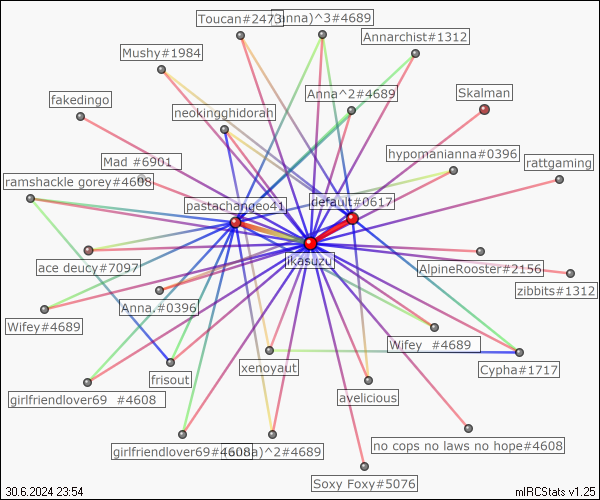 Toucan#2473
anna)^3#4689
Annarchist#1312
Mushy#1984
Anna^2#4689
Skalman
fakedingo
neokingghidorah
Mad #6901
hypomanianna#0396
rattgaming
ramshackle gorey#4608
pastachangeo41
default#0617
ikasuzu
ace deucy#7097
AlpineRooster#2156
zibbits#1312
Anna.#0396
Wifey#4689
Wifey #4689
xenoyaut
Cypha#1717
frisout
girlfriendlover69 #4608
avelicious
no cops no laws no hope#4608
girlfriendlover69#4608
)^2#4689
Soxy Foxy#5076
30.6.2024 23:54
mIRCStats v1.25